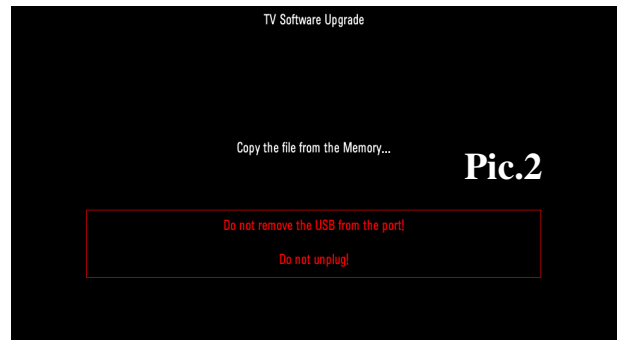 TV Software Upgrade
Copy the file from the Memory...
Pic.2
Do not remove the USB from the port!
Do not unplug!